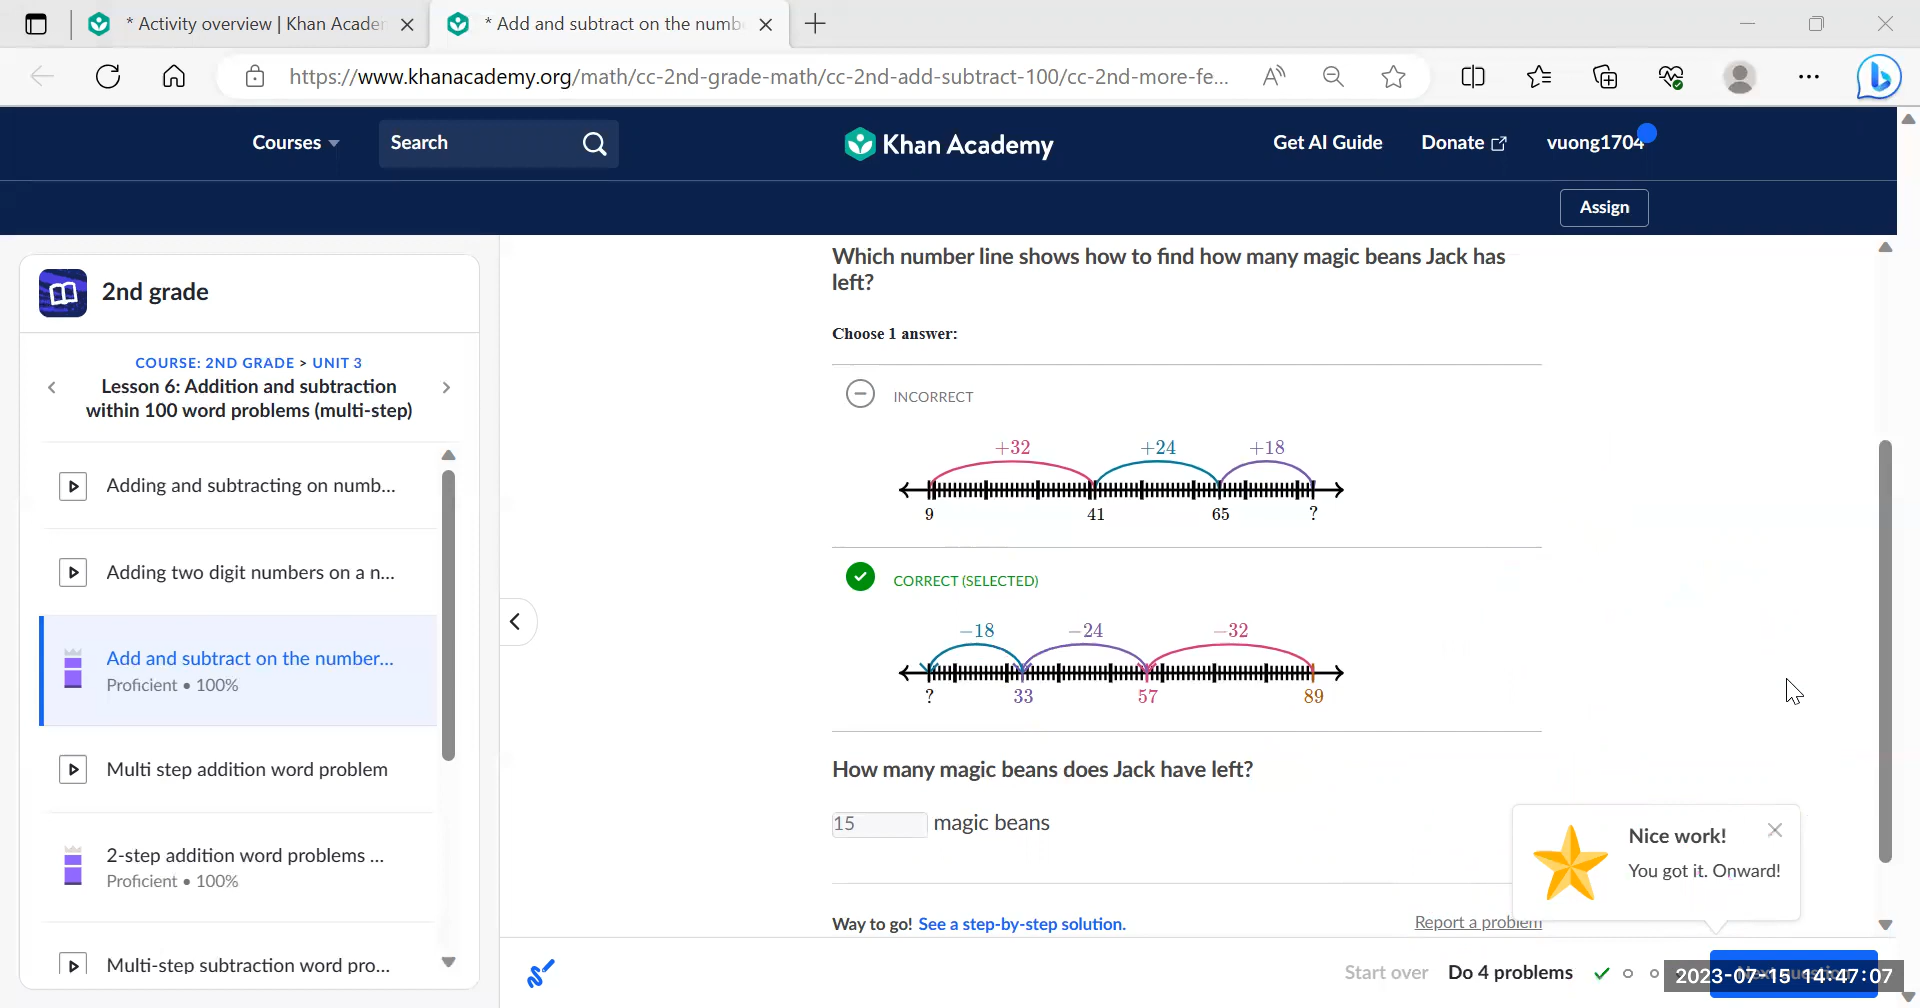 * Activity overview | Khan Acade
* Add and subtract on the numb
https://www.khanacademy.org/math/cc-2nd-grade-math/cc-2nd-add-subtract-100/cc-2nd-more-fe...
Courses
Search
Khan Academy
Get AI Guide
Donate
vuong1704
Assign
2nd grade
COURSE: 2ND GRADE > UNIT 3
Lesson 6: Addition and subtraction
within 100 word problems (multi-step)
Adding and subtracting on numb...
Adding two digit numbers on a n...
Add and subtract on the number...
Proficient • 100%
Multi step addition word problem
2-step addition word problems ...
Proficient • 100%
Multi-step subtraction word pro...
Which number line shows how to find how many magic beans Jack has
left?
Choose 1 answer:
INCORRECT
+32 +24 +18
9 41 65 ?
CORRECT (SELECTED)
−18 −24 −32
? 33 57 89
How many magic beans does Jack have left?
15 magic beans
Nice work!
You got it. Onward!
Way to go! See a step-by-step solution.
Report a problem
Start over
Do 4 problems
2023-07-15 14:47:07